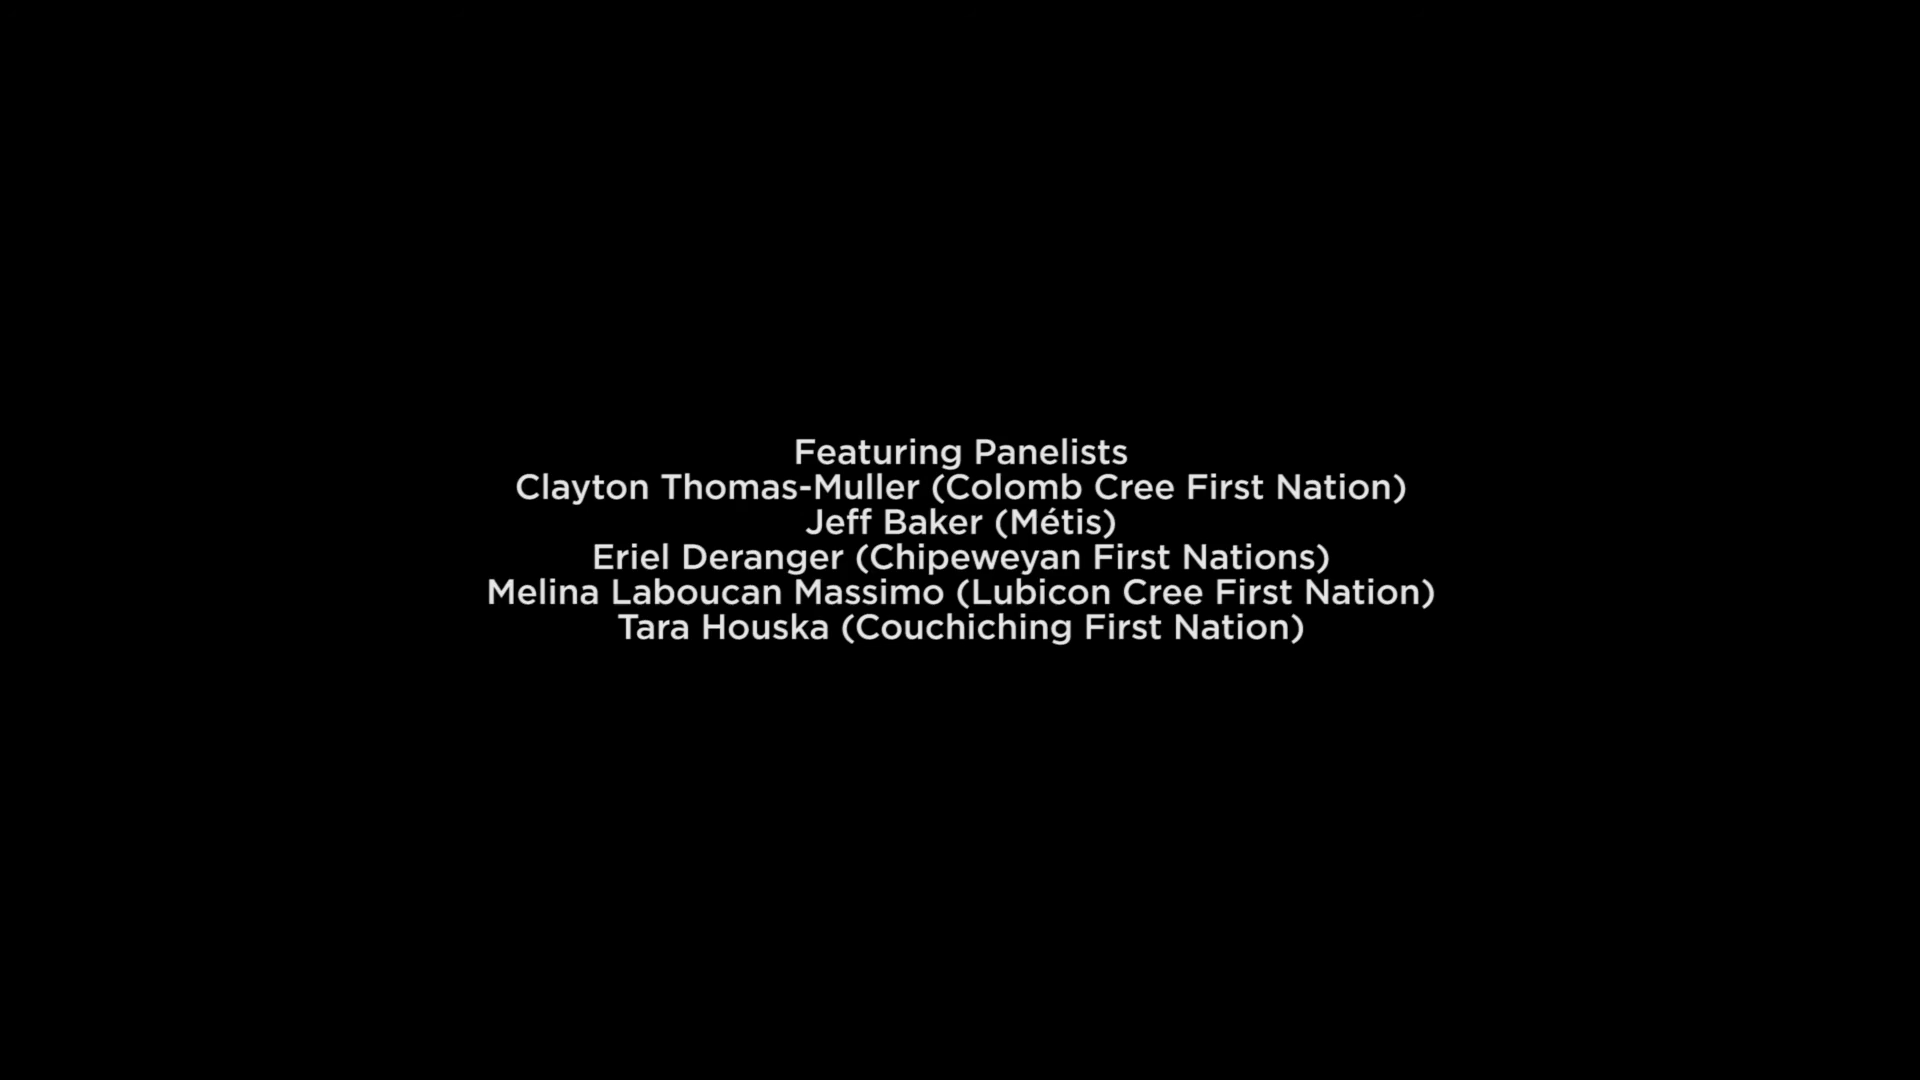 Featuring Panelists
Clayton Thomas-Muller (Colomb Cree First Nation)
Jeff Baker (Métis)
Eriel Deranger (Chipeweyan First Nations)
Melina Laboucan Massimo (Lubicon Cree First Nation)
Tara Houska (Couchiching First Nation)